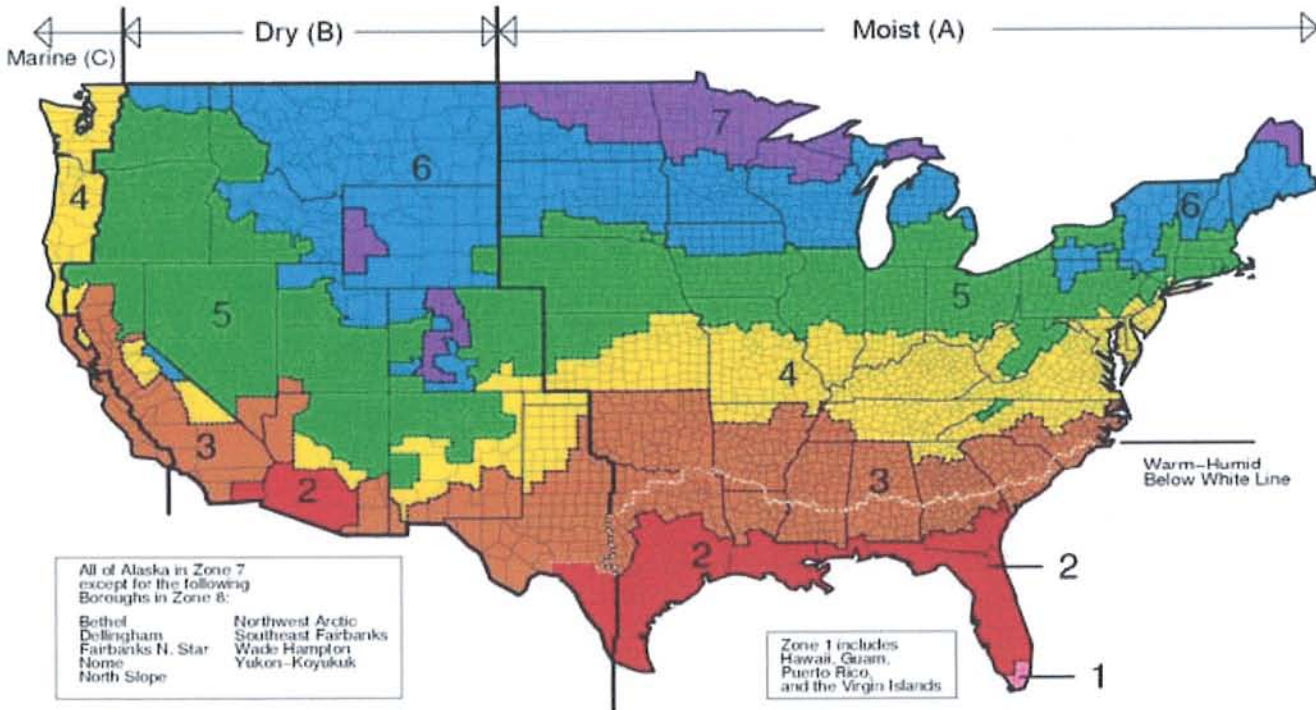 Dry (B)
Moist (A)
Marine (C)
7
6
4
6
5
5
4
3
3
2
2
2
1
Warm-Humid
Below White Line
All of Alaska in Zone 7
except for the following
Boroughs in Zone 8:
Bethel Northwest Arctic
Dellingham Southeast Fairbanks
Fairbanks N. Star Wade Hampton
Nome Yukon-Koyukuk
North Slope
Zone 1 includes
Hawaii, Guam,
Puerto Rico,
and the Virgin Islands